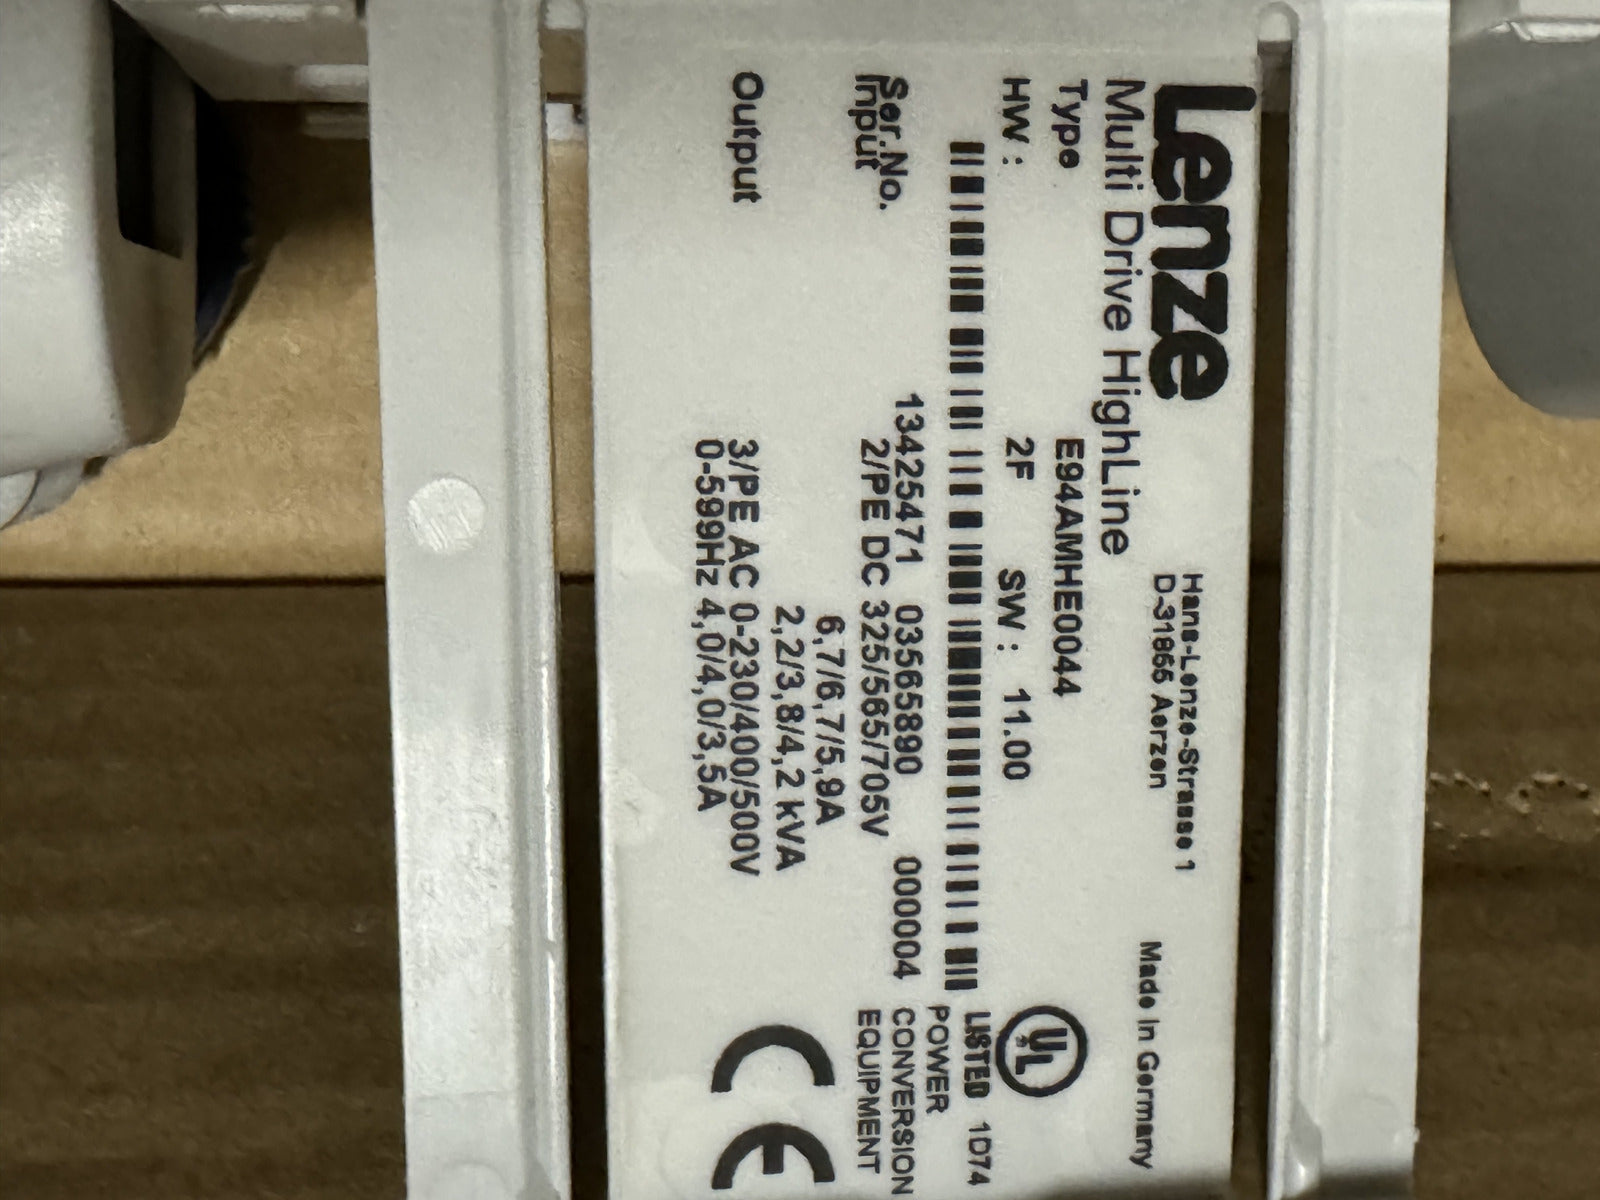 Lenze
Hans-Lenze-Strasse 1
D-31855 Aerzen
Made in Germany
Multi Drive HighLine
Type E94AMHE0044
HW : 2F SW : 11.00
Ser.No. 13425471 03565890 000004
Input 2/PE DC 325/565/705V
6,7/6,7/5,9A
2,2/3,8/4,2 kVA
Output 3/PE AC 0-230/400/500V
0-599Hz 4,0/4,0/3,5A
UL
LISTED 1D74
POWER
CONVERSION
EQUIPMENT
CE